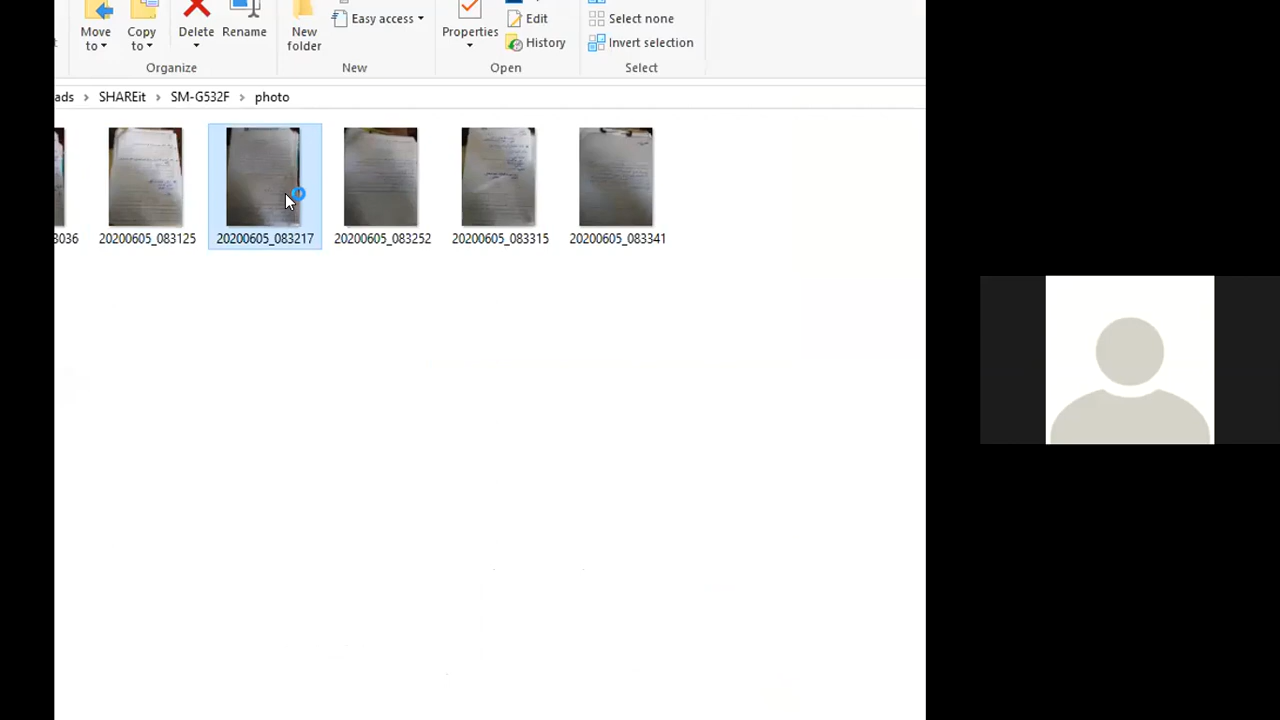 Move to
Copy to
Delete
Rename
New folder
Easy access
Properties
Edit
History
Select none
Invert selection
Organize
New
Open
Select
ads > SHAREit > SM-G532F > photo
3036
20200605_083125
20200605_083217
20200605_083252
20200605_083315
20200605_083341